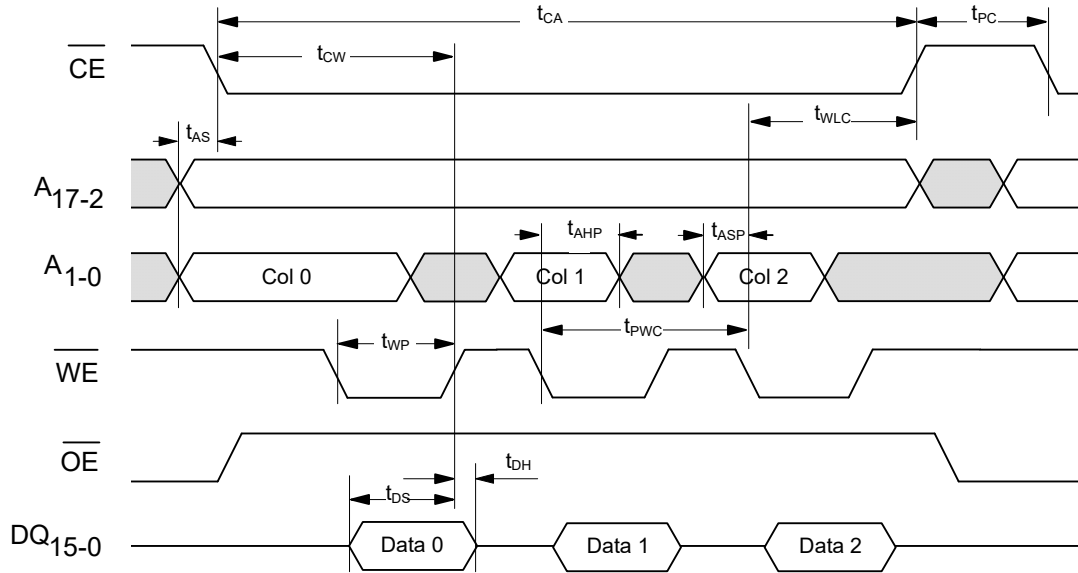 tCA
tPC
tCW
CE
tWLC
tAS
A17-2
tAHP
tASP
A1-0
Col 0
Col 1
Col 2
tPWC
tWP
WE
OE
tDH
tDS
DQ15-0
Data 0
Data 1
Data 2